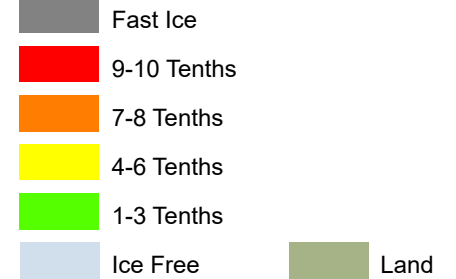 Fast Ice
9-10 Tenths
7-8 Tenths
4-6 Tenths
1-3 Tenths
Ice Free Land